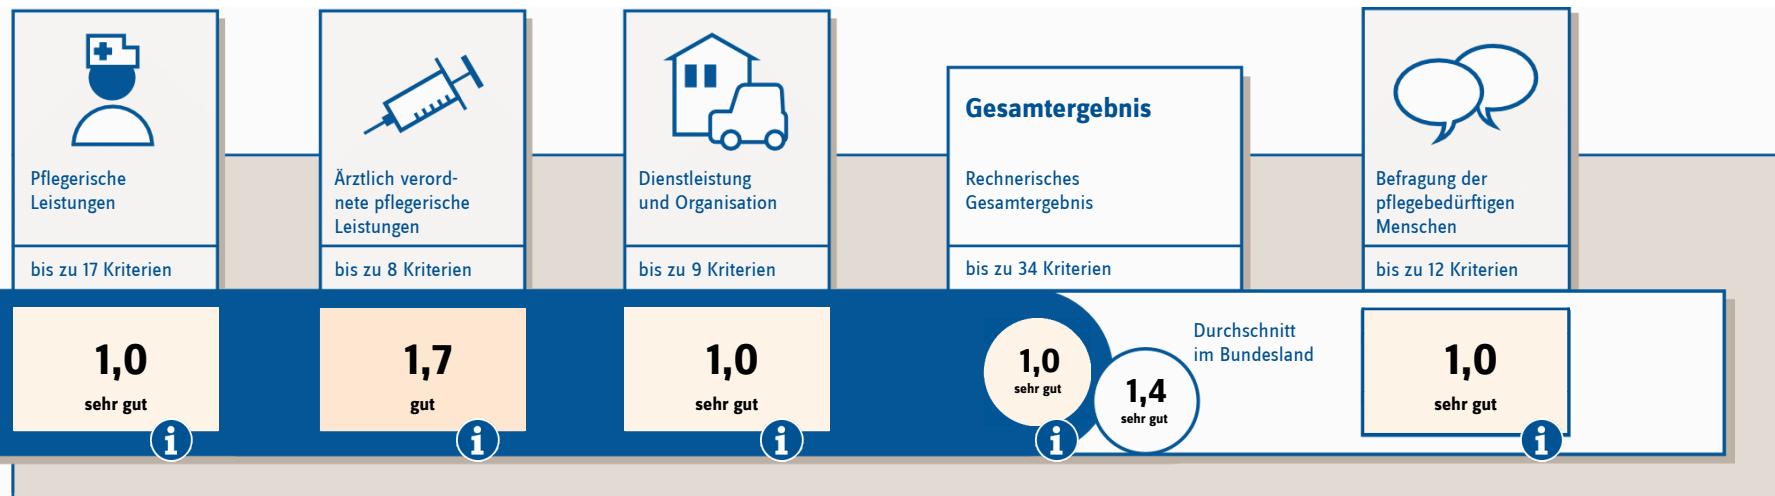 Pflegerische
Leistungen
bis zu 17 Kriterien
1,0
sehr gut
i
Ärztlich verord-
nete pflegerische
Leistungen
bis zu 8 Kriterien
1,7
gut
i
Dienstleistung
und Organisation
bis zu 9 Kriterien
1,0
sehr gut
i
Gesamtergebnis
Rechnerisches
Gesamtergebnis
bis zu 34 Kriterien
1,0
sehr gut
i
1,4
sehr gut
Durchschnitt
im Bundesland
Befragung der
pflegebedürftigen
Menschen
bis zu 12 Kriterien
1,0
sehr gut
i